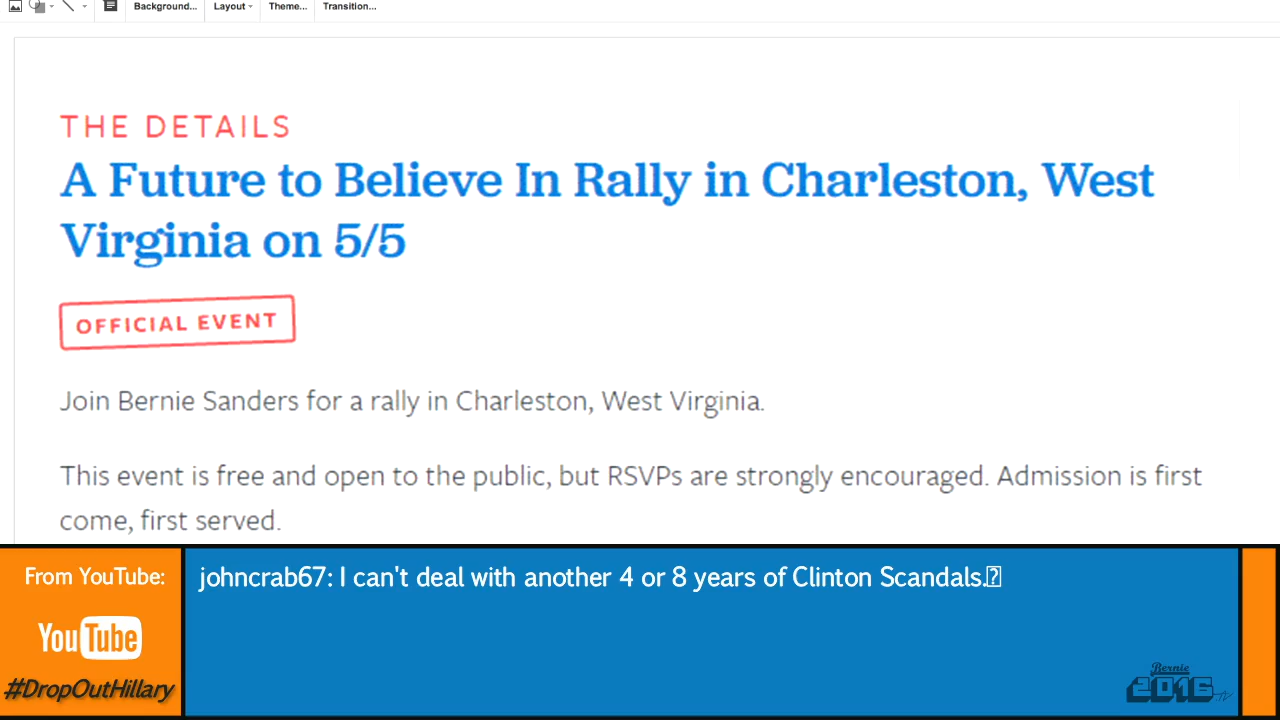 Background... Layout Theme... Transition...
THE DETAILS
A Future to Believe In Rally in Charleston, West
Virginia on 5/5
OFFICIAL EVENT
Join Bernie Sanders for a rally in Charleston, West Virginia.
This event is free and open to the public, but RSVPs are strongly encouraged. Admission is first
come, first served.
From YouTube:
YouTube
#DropOutHillary
johncrab67: I can't deal with another 4 or 8 years of Clinton Scandals.
Bernie
2016
.TV